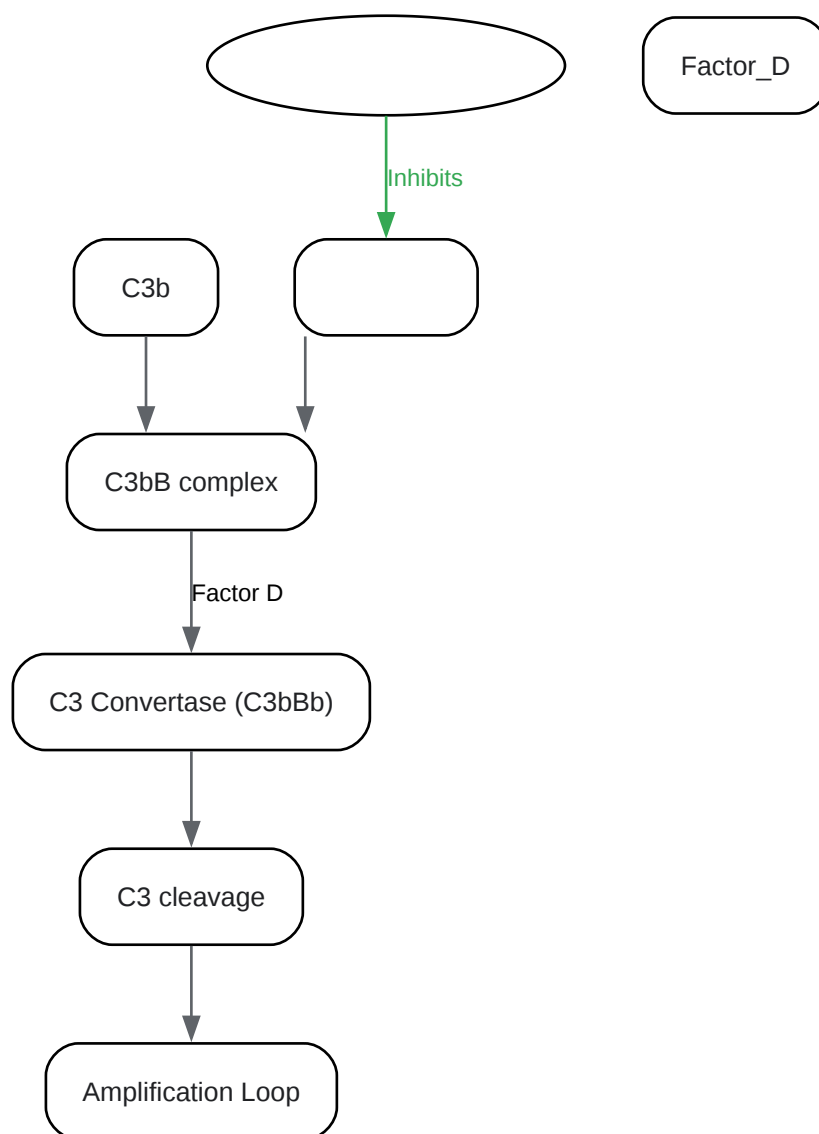 Factor_D
Inhibits
C3b
C3bB complex
Factor D
C3 Convertase (C3bBb)
C3 cleavage
Amplification Loop